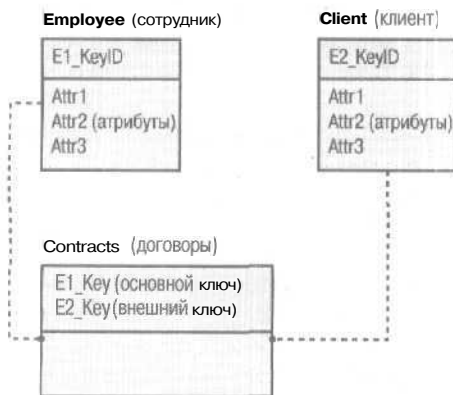 Employee (сотрудник)
E1_KeyID
Attr1
Attr2 (атрибуты)
Attr3
Client (клиент)
E2_KeyID
Attr1
Attr2 (атрибуты)
Attr3
Contracts (договоры)
E1_Key (основной ключ)
E2_Key (внешний ключ)